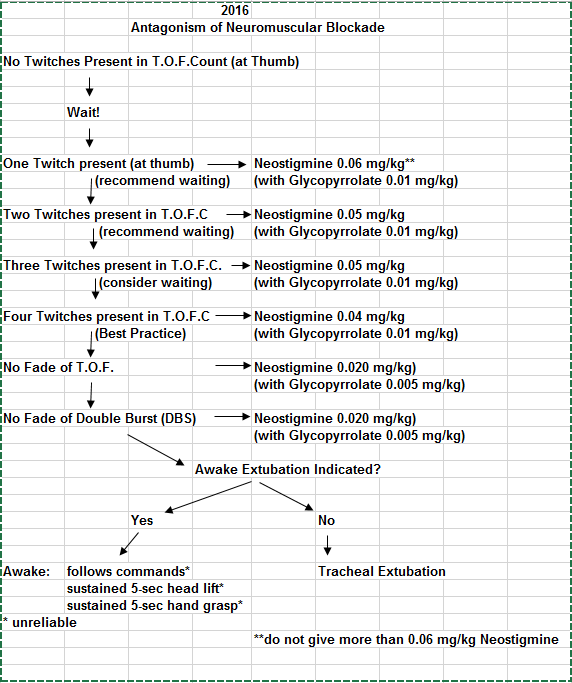 2016
Antagonism of Neuromuscular Blockade
No Twitches Present in T.O.F.Count (at Thumb)
Wait!
One Twitch present (at thumb) Neostigmine 0.06 mg/kg**
(recommend waiting) (with Glycopyrrolate 0.01 mg/kg)
Two Twitches present in T.O.F.C Neostigmine 0.05 mg/kg
(recommend waiting) (with Glycopyrrolate 0.01 mg/kg)
Three Twitches present in T.O.F.C. Neostigmine 0.05 mg/kg
(consider waiting) (with Glycopyrrolate 0.01 mg/kg)
Four Twitches present in T.O.F.C Neostigmine 0.04 mg/kg
(Best Practice) (with Glycopyrrolate 0.01 mg/kg)
No Fade of T.O.F. Neostigmine 0.020 mg/kg)
(with Glycopyrrolate 0.005 mg/kg)
No Fade of Double Burst (DBS) Neostigmine 0.020 mg/kg)
(with Glycopyrrolate 0.005 mg/kg)
Awake Extubation Indicated?
Yes No
Awake: follows commands* Tracheal Extubation
sustained 5-sec head lift*
sustained 5-sec hand grasp*
* unreliable
**do not give more than 0.06 mg/kg Neostigmine